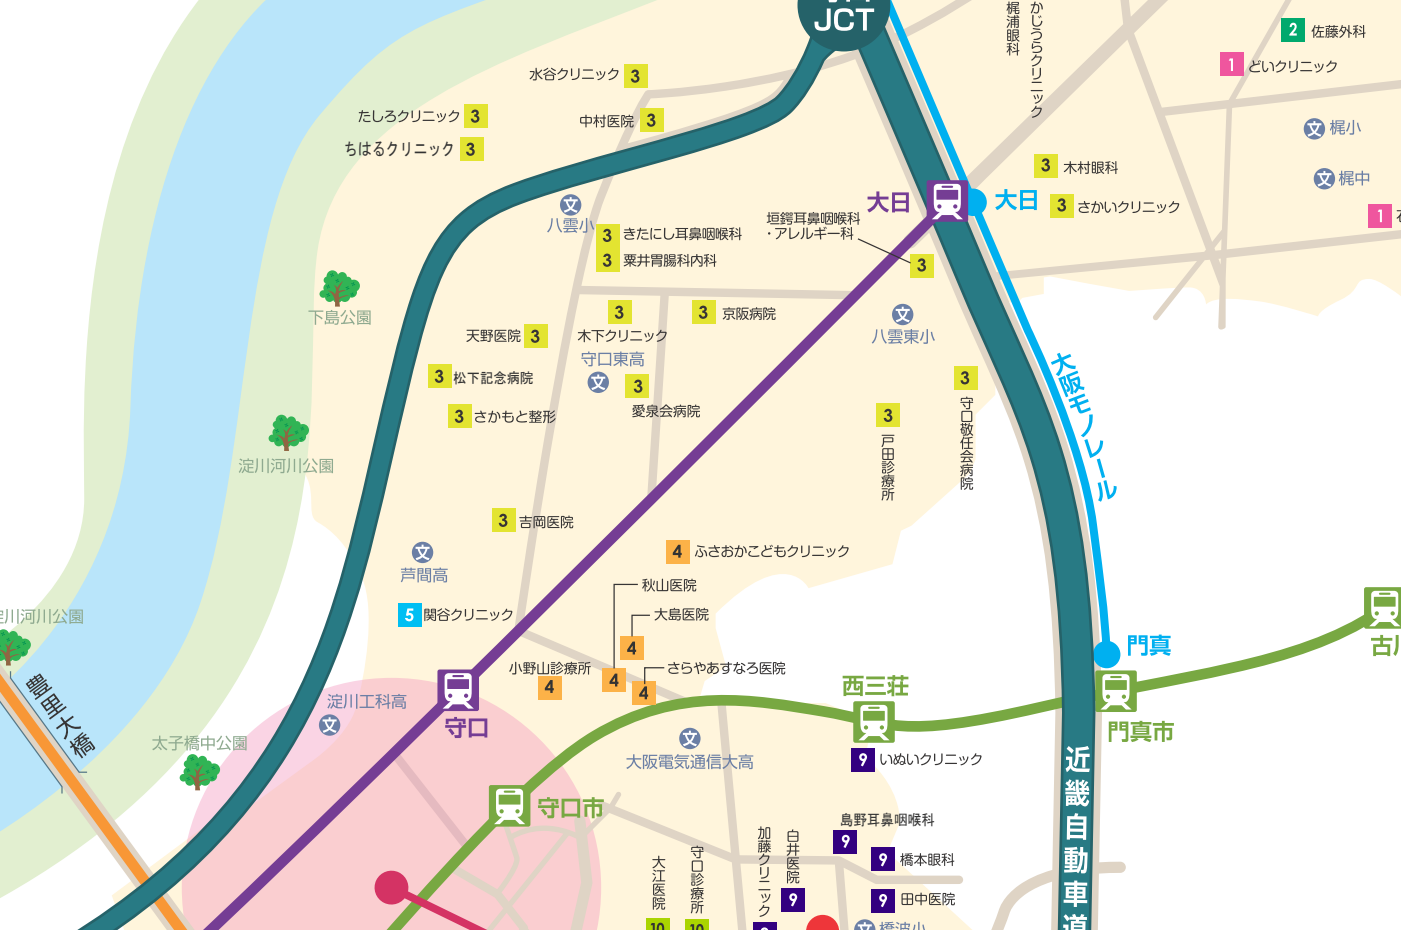 JCT
梶浦眼科
かじうらクリニック
2 佐藤外科
1 どいクリニック
水谷クリニック 3
たしろクリニック 3
中村医院 3
ちはるクリニック 3
梶小
3 木村眼科
梶中
大日
大日
3 さかいクリニック
1
八雲小
垣鍔耳鼻咽喉科
・アレルギー科
3
3 きたにし耳鼻咽喉科
3 粟井胃腸科内科
下島公園
3
木下クリニック
3 京阪病院
八雲東小
天野医院 3
守口東高
3 松下記念病院
3
愛泉会病院
3
守口敬任会病院
大阪モノレール
3 さかもと整形
3
戸田診療所
淀川河川公園
3 吉岡医院
4 ふさおかこどもクリニック
芦間高
秋山医院
5 関谷クリニック
大島医院
淀川河川公園
4
門真
小野山診療所
4
4
さらやあすなろ医院
4
西三荘
豊里大橋
淀川工科高
守口
門真市
太子橋中公園
大阪電気通信大高
9 いぬいクリニック
近畿自動車道
守口市
島野耳鼻咽喉科
9
9 橋本眼科
加藤クリニック
白井医院
9
大江医院
10
守口診療所
10
9 田中医院
橋波小